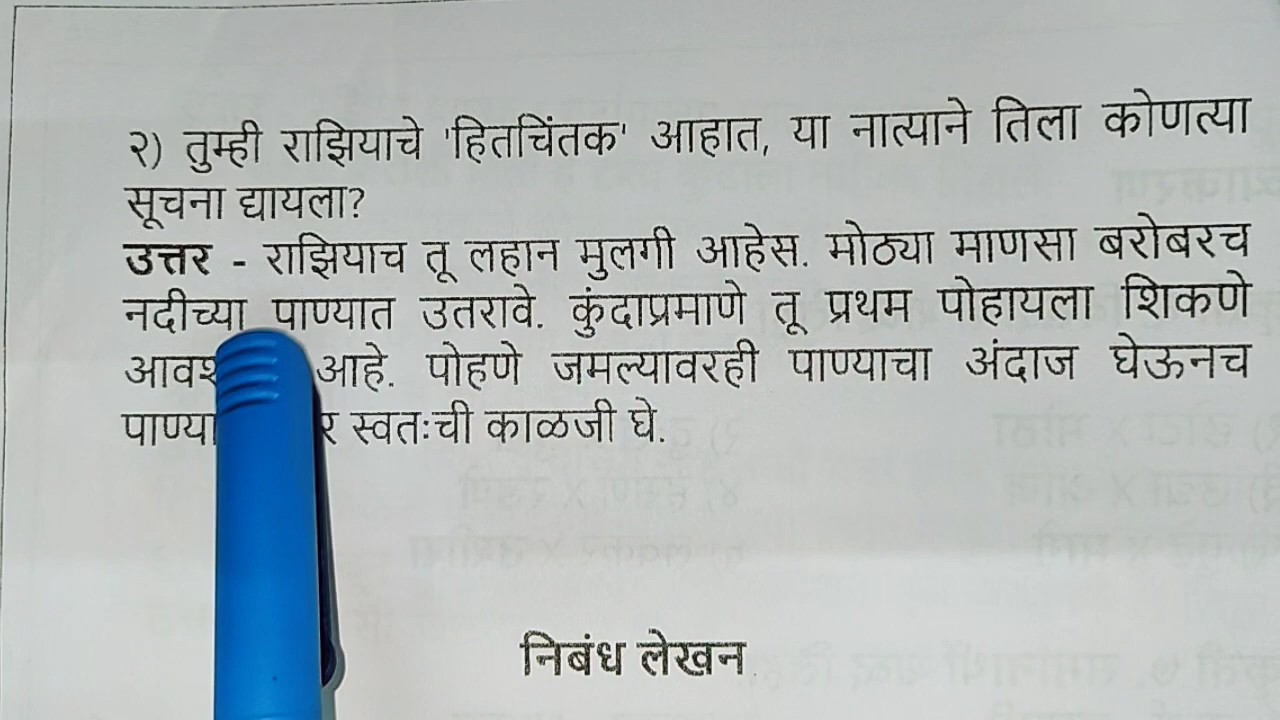 २) तुम्ही राझियाचे 'हितचिंतक' आहात, या नात्याने तिला कोणत्या
सूचना द्यायला?
उत्तर - राझियाच तू लहान मुलगी आहेस. मोठ्या माणसा बरोबरच
नदीच्या पाण्यात उतरावे. कुंदाप्रमाणे तू प्रथम पोहायला शिकणे
आहे. पोहणे जमल्यावरही पाण्याचा अंदाज घेऊनच
स्वतःची काळजी घे.
निबंध लेखन